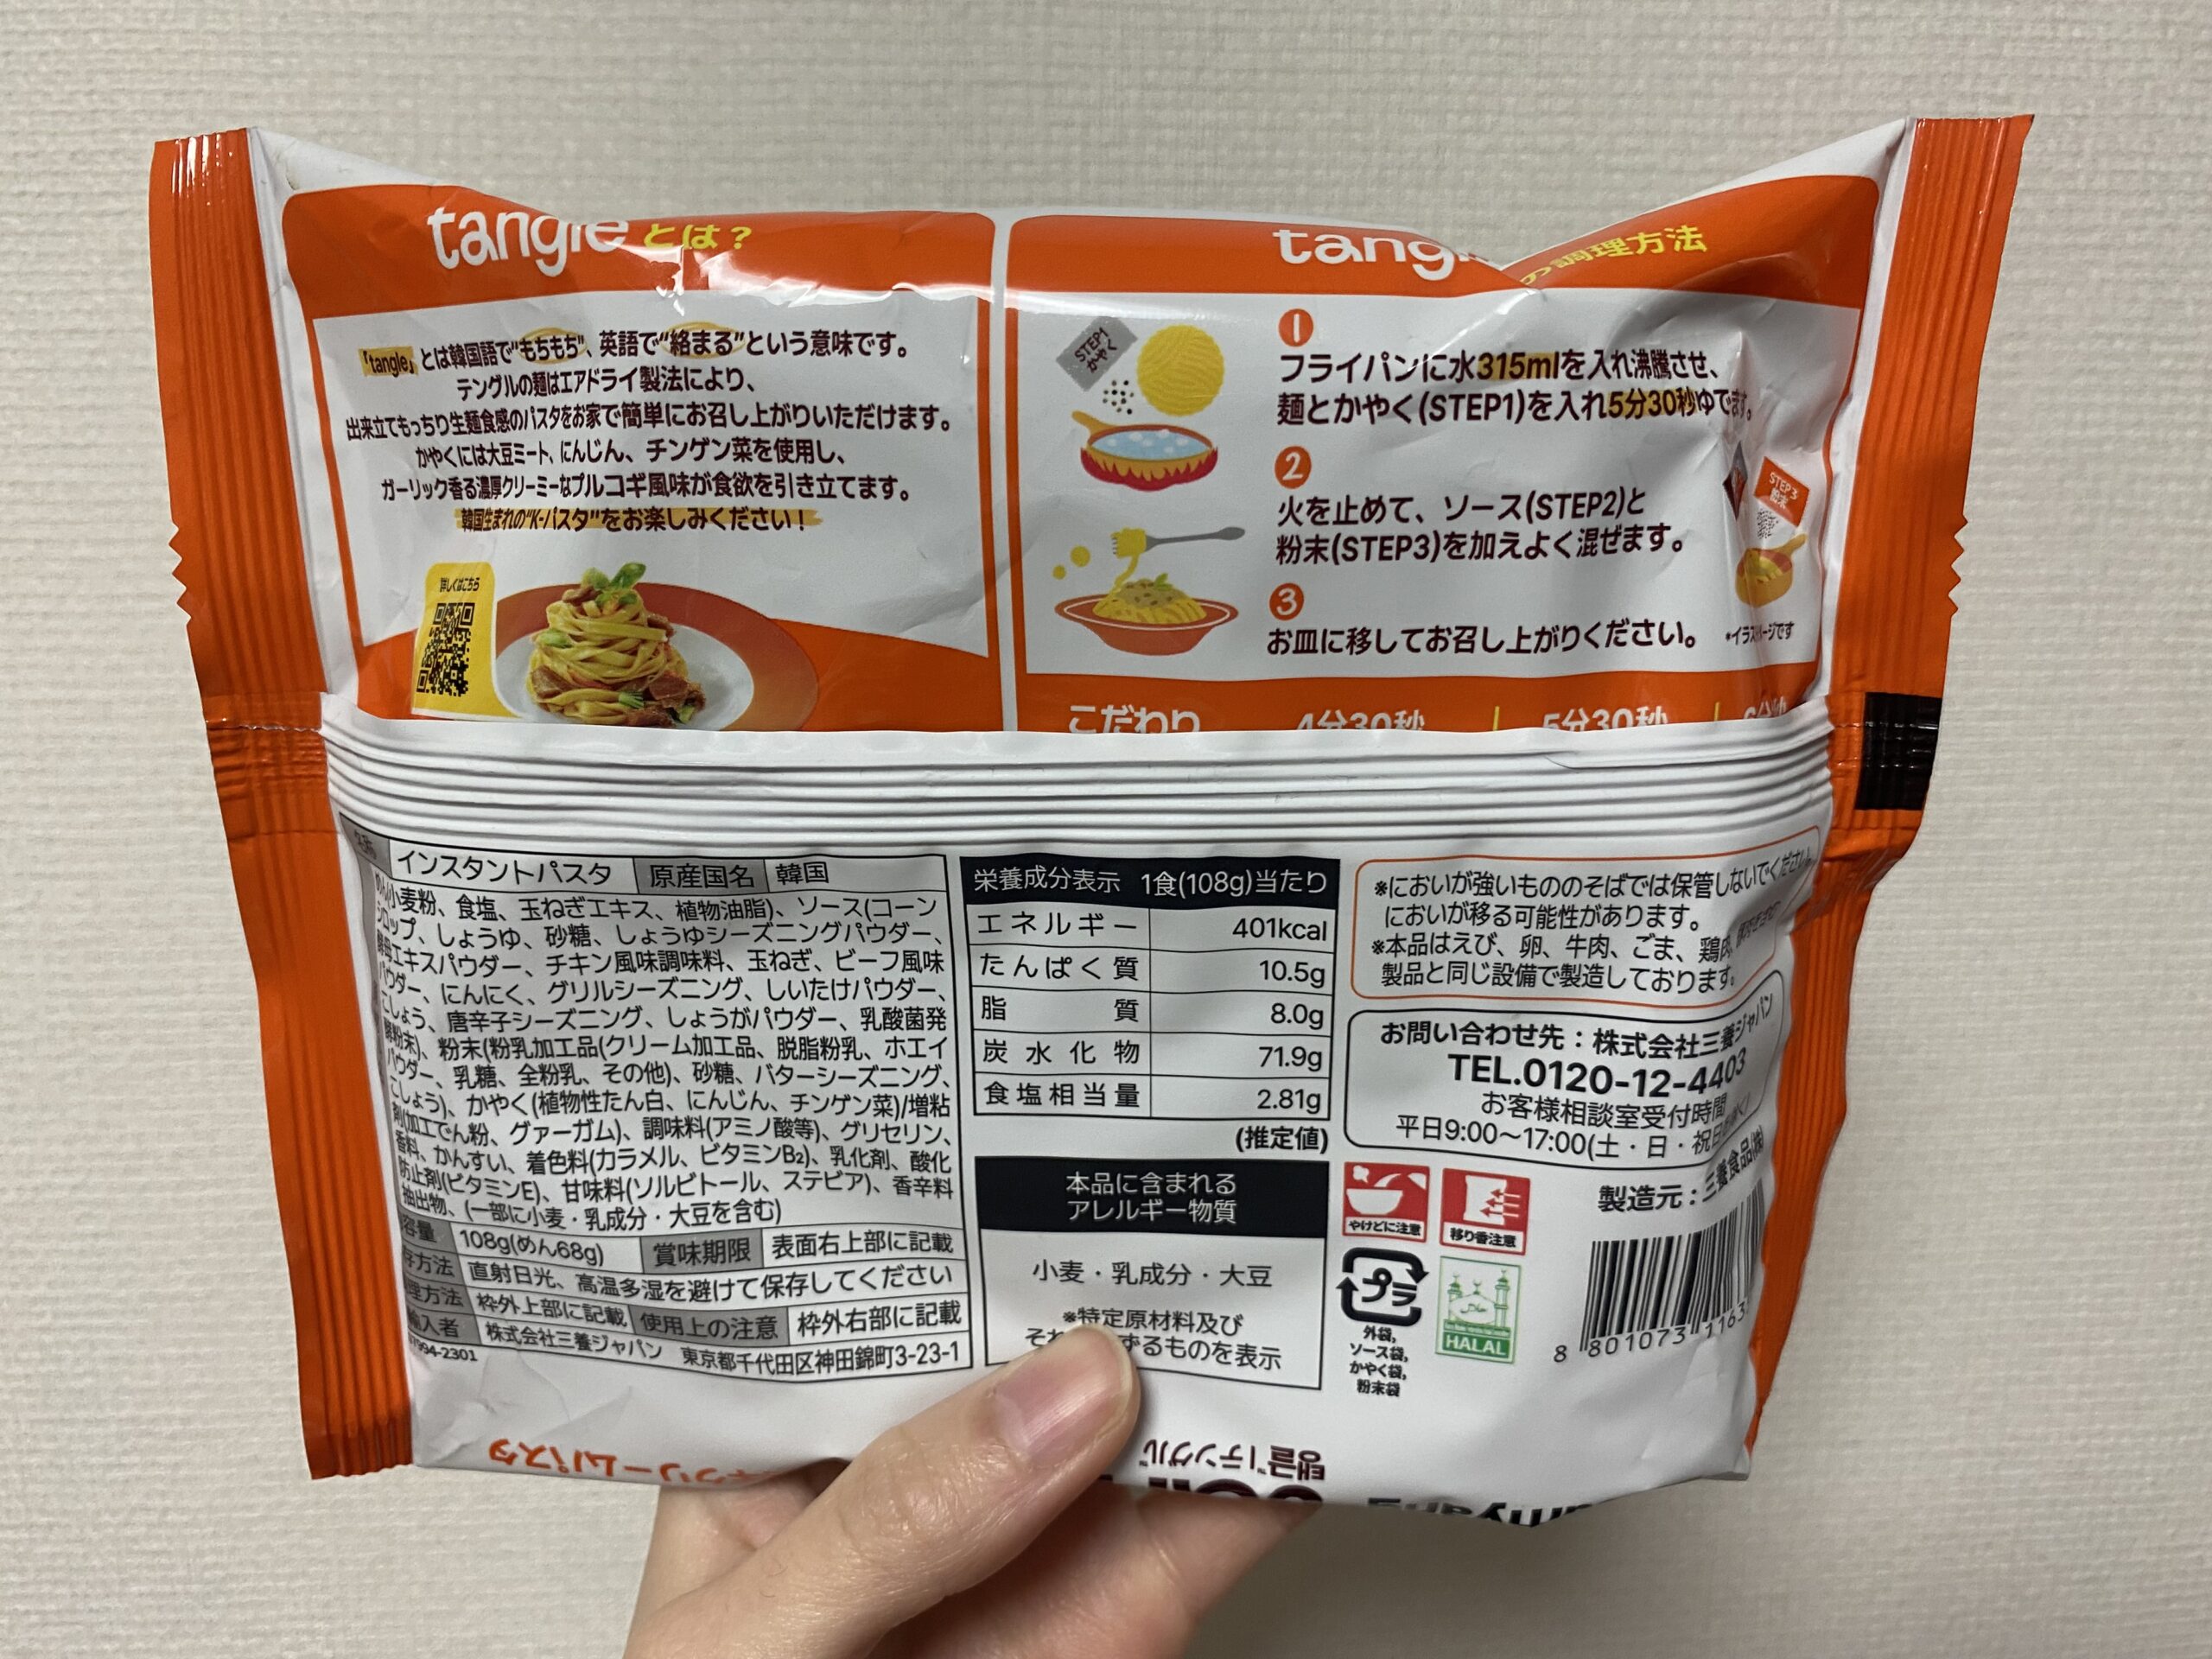 tangle とは?
「tangle」とは韓国語で"もちもち"、英語で"絡まる"という意味です。
テングルの麺はエアドライ製法により、
出来立てもっちり生麺食感のパスタをお家で簡単にお召し上がりいただけます。
かやくには大豆ミート、にんじん、チンゲン菜を使用し、
ガーリック香る濃厚クリーミーなプルコギ風味が食欲を引き立てます。
韓国生まれの"K-パスタ"をお楽しみください!
詳しくはこちら
の調理方法
STEP1
かやく
1
フライパンに水315mlを入れ沸騰させ、
麺とかやく(STEP1)を入れ5分30秒ゆでます。
2
火を止めて、ソース(STEP2)と
粉末(STEP3)を加えよく混ぜます。
STEP3
粉末
3
お皿に移してお召し上がりください。
こだわり 4分30秒 5分30秒
名称 インスタントパスタ 原産国名 韓国
小麦粉、食塩、玉ねぎエキス、植物油脂)、ソース(コーン
シロップ、しょうゆ、砂糖、しょうゆシーズニングパウダー、
酵母エキスパウダー、チキン風味調味料、玉ねぎ、ビーフ風味
パウダー、にんにく、グリルシーズニング、しいたけパウダー、
こしょう、唐辛子シーズニング、しょうがパウダー、乳酸菌発
酵粉末)、粉末(粉乳加工品(クリーム加工品、脱脂粉乳、ホエイ
パウダー、乳糖、全粉乳、その他)、砂糖、バターシーズニング、
こしょう)、かやく(植物性たん白、にんじん、チンゲン菜)/増粘
剤(加工でん粉、グァーガム)、調味料(アミノ酸等)、グリセリン、
香料、かんすい、着色料(カラメル、ビタミンB₂)、乳化剤、酸化
防止剤(ビタミンE)、甘味料(ソルビトール、ステビア)、香辛料
抽出物、(一部に小麦・乳成分・大豆を含む)
容量 108g(めん68g) 賞味期限 表面右上部に記載
存方法 直射日光、高温多湿を避けて保存してください
理方法 枠外上部に記載 使用上の注意 枠外右部に記載
輸入者 株式会社三養ジャパン 東京都千代田区神田錦町3-23-1
94-2301
栄養成分表示 1食(108g)当たり
エネルギー 401kcal
たんぱく質 10.5g
脂質 8.0g
炭水化物 71.9g
食塩相当量 2.81g
(推定値)
本品に含まれる
アレルギー物質
小麦・乳成分・大豆
※特定原材料及び
ずるものを表示
※においが強いもののそばでは保管しないでください。
においが移る可能性があります。
※本品はえび、卵、牛肉、ごま、鶏肉、
製品と同じ設備で製造しております。
お問い合わせ先:株式会社三養ジャパン
TEL.0120-12-4403
お客様相談室受付時間
平日9:00〜17:00(土・日・祝日
製造元:三養食品(株)
やけどに注意
移り香注意
プラ
外袋,
ソース袋,
かやく袋,
粉末袋
HALAL
8 801073 1163
クリームパスタ
탱글 | テングル